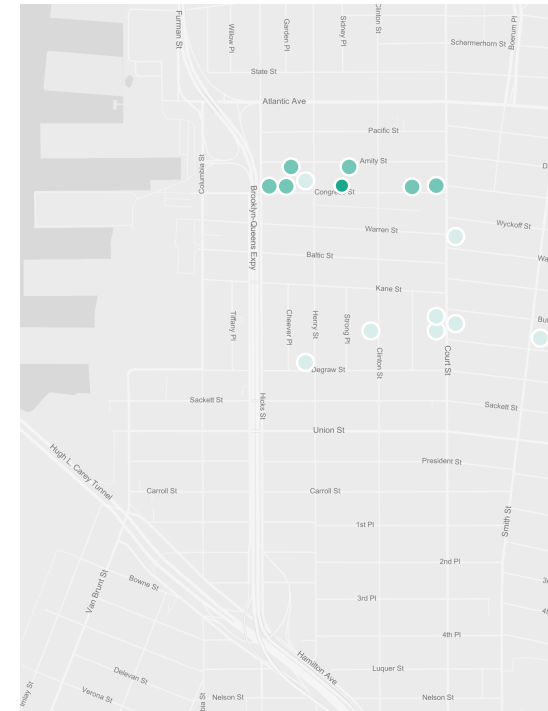 Furman St
Willow Pl
Garden Pl
Sidney Pl
Clinton St
Boerum Pl
Schermerhorn St
State St
Atlantic Ave
Pacific St
Amity St
Columbia St
Congress St
Brooklyn-Queens Expy
Warren St
Wyckoff St
Baltic St
Kane St
Tiffany Pl
Cheever Pl
Henry St
Strong Pl
Clinton St
Court St
Degraw St
Sackett St
Hicks St
Sackett St
Union St
Hugh L. Carey Tunnel
President St
Carroll St
Carroll St
Smith St
1st Pl
2nd Pl
Van Brunt St
Bowne St
3rd Pl
4th Pl
Hamilton Ave
Luquer St
Delevan St
Verona St
Nelson St
Nelson St